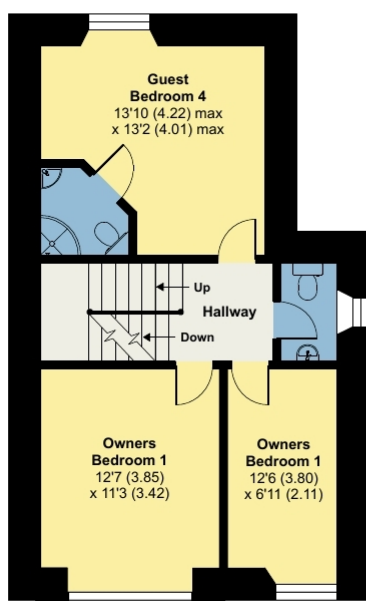 Guest
Bedroom 4
13'10 (4.22) max
x 13'2 (4.01) max
Up
Hallway
Down
Owners
Bedroom 1
12'7 (3.85)
x 11'3 (3.42)
Owners
Bedroom 1
12'6 (3.80)
x 6'11 (2.11)